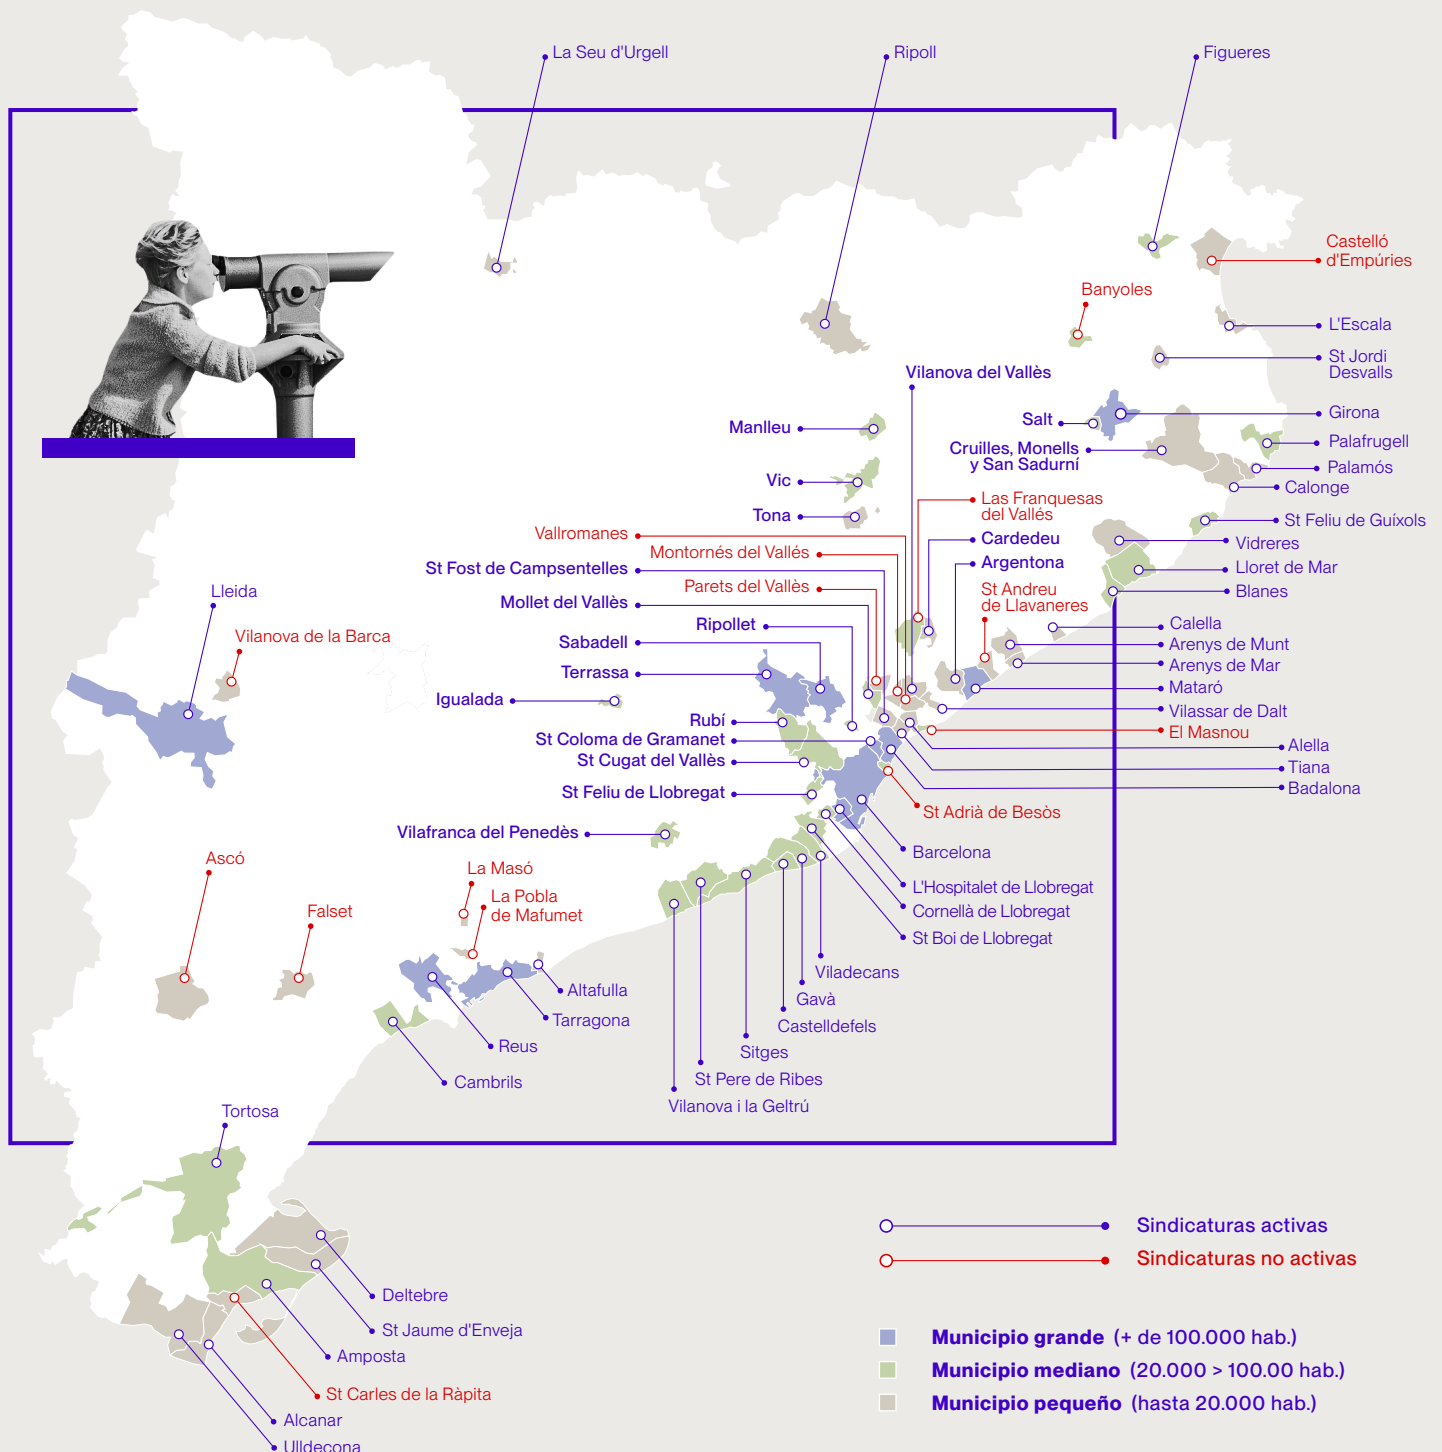 La Seu d'Urgell
Ripoll
Figueres
Castelló
d'Empúries
Banyoles
L'Escala
St Jordi
Desvalls
Vilanova del Vallès
Girona
Salt
Manlleu
Palafrugell
Cruilles, Monells
y San Sadurní
Palamós
Vic
Calonge
Las Franquesas
del Vallés
Tona
St Feliu de Guíxols
Vallromanes
Cardedeu
Vidreres
Montornés del Vallés
Argentona
St Fost de Campsentelles
Lloret de Mar
Parets del Vallès
St Andreu
de Llavaneres
Lleida
Blanes
Mollet del Vallès
Ripollet
Calella
Vilanova de la Barca
Sabadell
Arenys de Munt
Arenys de Mar
Terrassa
Mataró
Igualada
Vilassar de Dalt
Rubí
El Masnou
St Coloma de Gramanet
Alella
St Cugat del Vallès
Tiana
Badalona
St Feliu de Llobregat
St Adrià de Besòs
Vilafranca del Penedès
Barcelona
Ascó
La Masó
L'Hospitalet de Llobregat
La Pobla
de Mafumet
Falset
Cornellà de Llobregat
St Boi de Llobregat
Viladecans
Altafulla
Gavà
Tarragona
Castelldefels
Reus
Sitges
Cambrils
St Pere de Ribes
Vilanova i la Geltrú
Tortosa
Sindicaturas activas
Sindicaturas no activas
Deltebre
St Jaume d'Enveja
Municipio grande (+ de 100.000 hab.)
Amposta
Municipio mediano (20.000 > 100.00 hab.)
St Carles de la Ràpita
Municipio pequeño (hasta 20.000 hab.)
Alcanar
Ulldecona